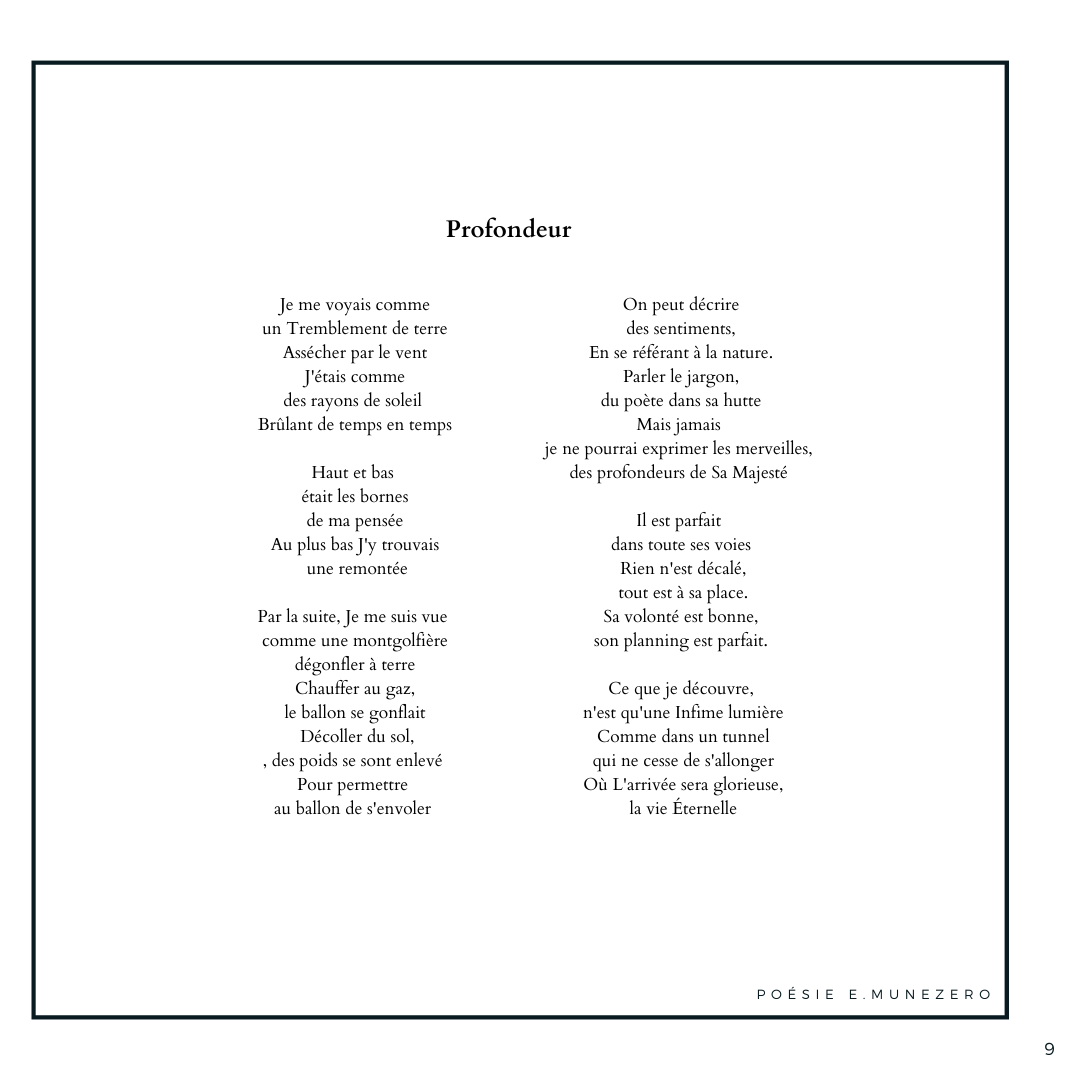 Profondeur
Je me voyais comme
un Tremblement de terre
Assécher par le vent
J'étais comme
des rayons de soleil
Brûlant de temps en temps
Haut et bas
était les bornes
de ma pensée
Au plus bas J'y trouvais
une remontée
Par la suite, Je me suis vue
comme une montgolfière
dégonfler à terre
Chauffer au gaz,
le ballon se gonflait
Décoller du sol,
, des poids se sont enlevé
Pour permettre
au ballon de s'envoler
On peut décrire
des sentiments,
En se référant à la nature.
Parler le jargon,
du poète dans sa hutte
Mais jamais
je ne pourrai exprimer les merveilles,
des profondeurs de Sa Majesté
Il est parfait
dans toute ses voies
Rien n'est décalé,
tout est à sa place.
Sa volonté est bonne,
son planning est parfait.
Ce que je découvre,
n'est qu'une Infime lumière
Comme dans un tunnel
qui ne cesse de s'allonger
Où L'arrivée sera glorieuse,
la vie Éternelle
POÉSIE E.MUNEZERO
9